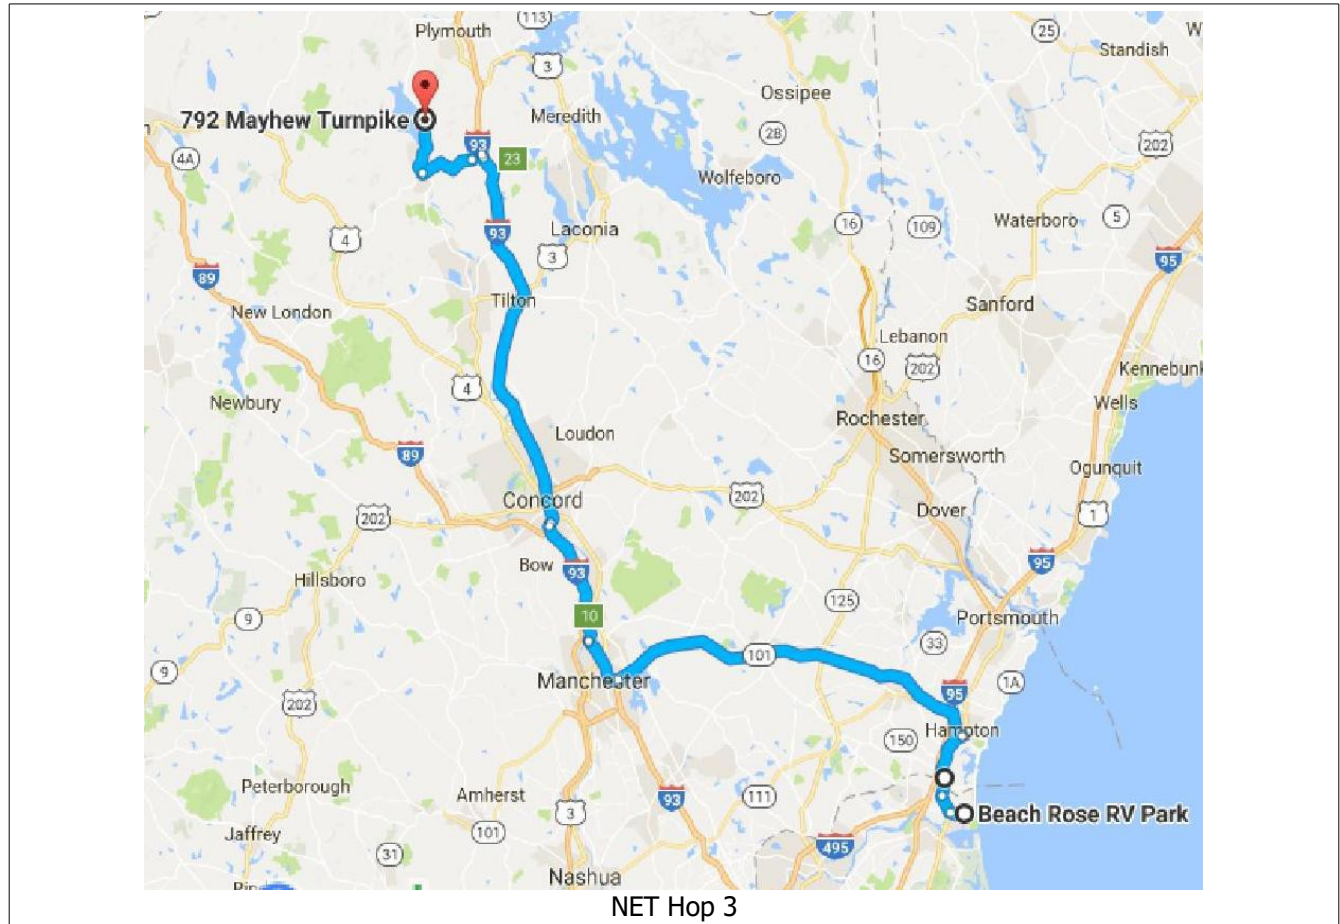 113
25
W
Plymouth
3
Standish
Ossipee
792 Mayhew Turnpike
Meredith
28
202
93
23
4A
Wolfeboro
16
109
Waterboro
5
93
Laconia
4
3
95
89
Tilton
Sanford
New London
Lebanon
16
202
Kennebunk
4
Newbury
Wells
Rochester
Loudon
89
Somersworth
Ogunquit
202
Concord
202
Dover
1
Bow
93
95
Hillsboro
125
10
Portsmouth
9
33
9
101
1A
Manchester
95
202
150
Hampton
Peterborough
Amherst
93
111
Beach Rose RV Park
3
101
Jaffrey
495
31
Nashua
NET Hop 3